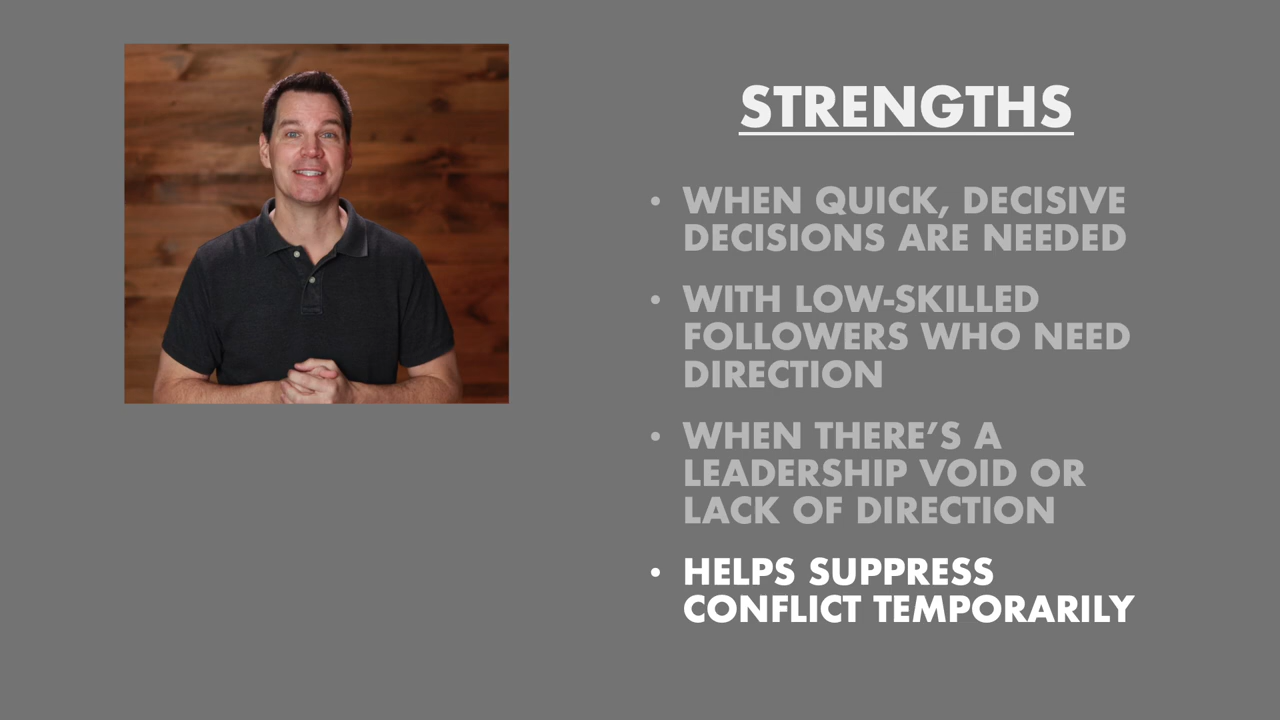 STRENGTHS
• WHEN QUICK, DECISIVE
DECISIONS ARE NEEDED
• WITH LOW-SKILLED
FOLLOWERS WHO NEED
DIRECTION
• WHEN THERE’S A
LEADERSHIP VOID OR
LACK OF DIRECTION
• HELPS SUPPRESS
CONFLICT TEMPORARILY